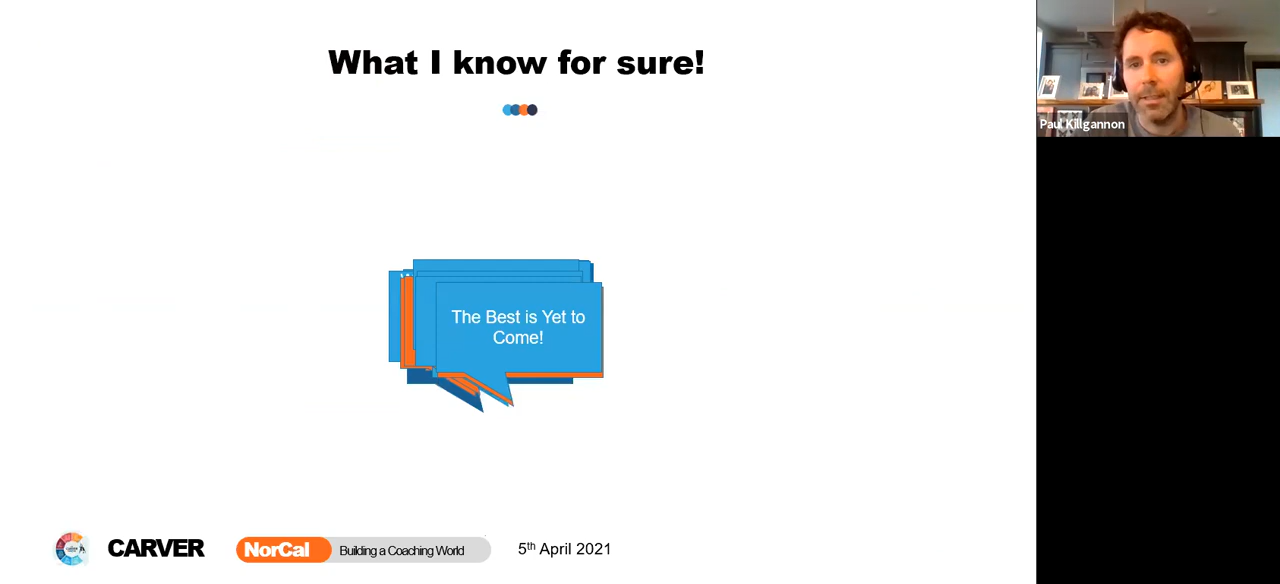 What I know for sure!
Paul Killgannon
The Best is Yet to
Come!
CARVER
NorCal
Building a Coaching World
5th April 2021